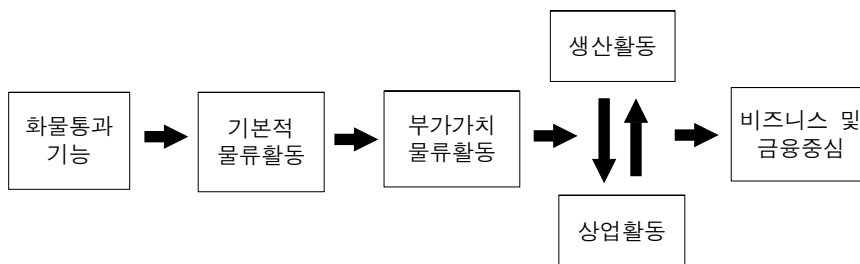 화물통과
기능
기본적
물류활동
부가가치
물류활동
생산활동
상업활동
비즈니스 및
금융중심